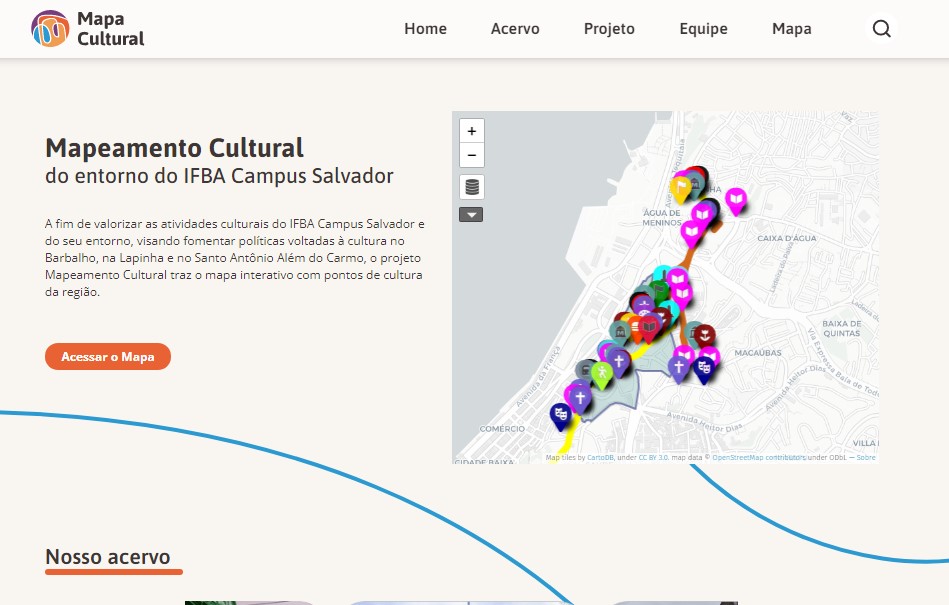 Mapa
Cultural
Home
Acervo
Projeto
Equipe
Mapa
Mapeamento Cultural
do entorno do IFBA Campus Salvador
A fim de valorizar as atividades culturais do IFBA Campus Salvador e
do seu entorno, visando fomentar políticas voltadas à cultura no
Barbalho, na Lapinha e no Santo Antônio Além do Carmo, o projeto
Mapeamento Cultural traz o mapa interativo com pontos de cultura
da região.
Acessar o Mapa
+
−
ÁGUA DE
MENINOS
CAIXA D'ÁGUA
BAIXA DE
QUINTAS
MACAÚBAS
Avenida da França
Avenida Heitor Dias
COMÉRCIO
CIDADE BAIXA
Map tiles by CartoDB, under CC BY 3.0. map data © OpenStreetMap contributors under ODbL — Sobre
Nosso acervo